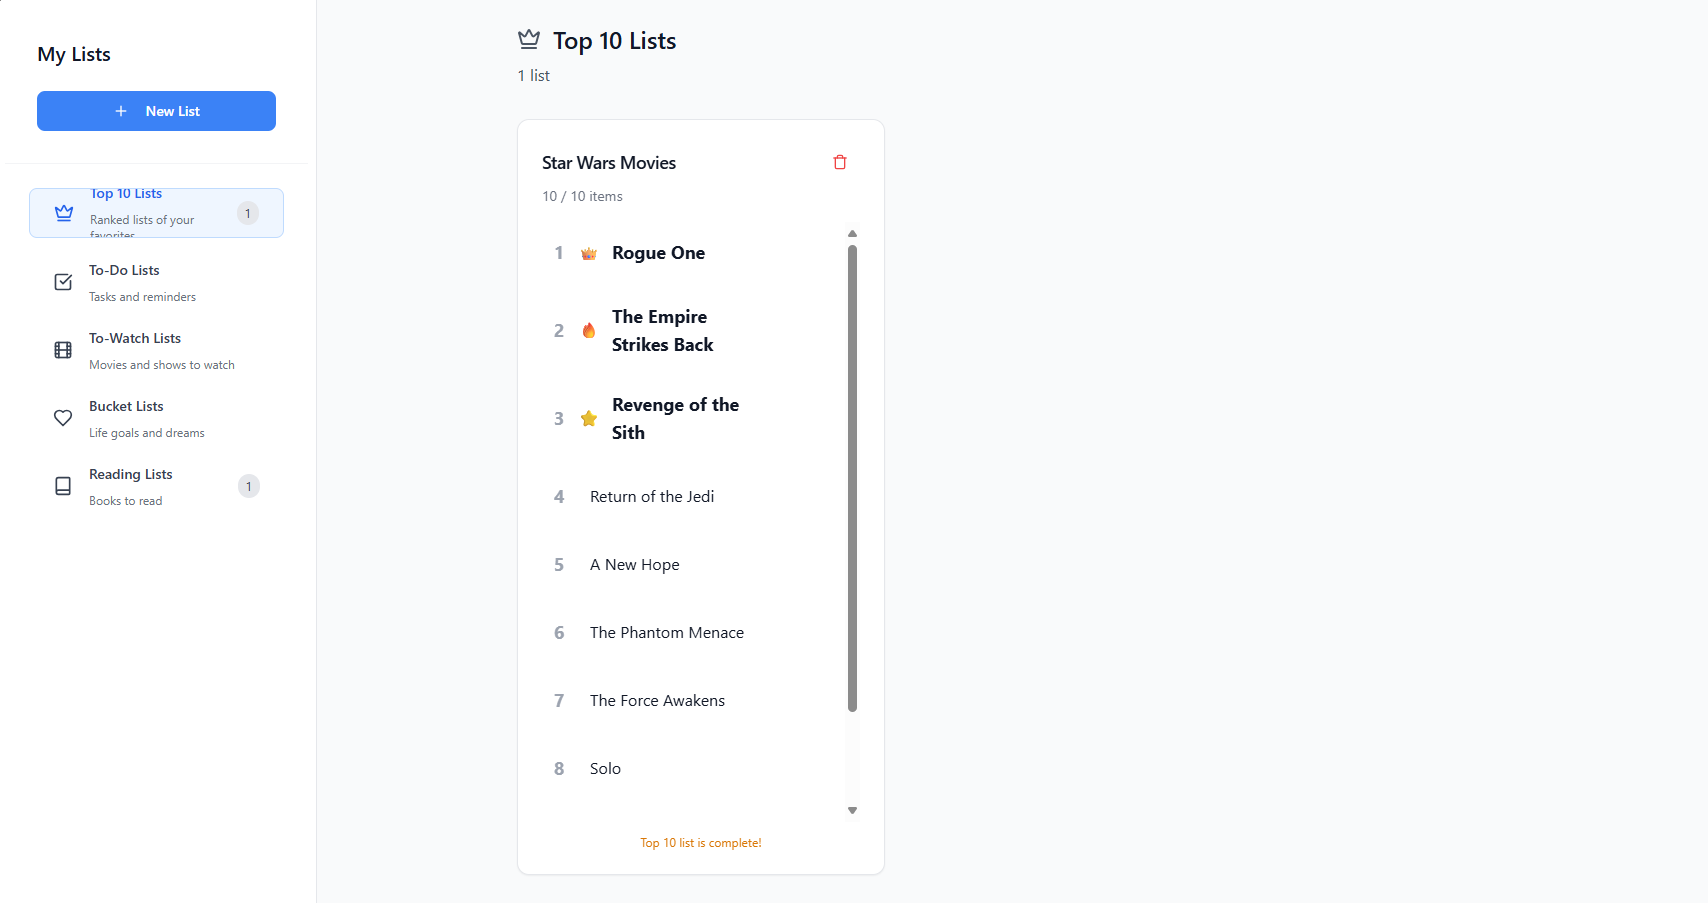 My Lists
New List
Top 10 Lists
Ranked lists of your
favorites
1
To-Do Lists
Tasks and reminders
To-Watch Lists
Movies and shows to watch
Bucket Lists
Life goals and dreams
Reading Lists
Books to read
1
Top 10 Lists
1 list
Star Wars Movies
10 / 10 items
1 Rogue One
2 The Empire
Strikes Back
3 Revenge of the
Sith
4 Return of the Jedi
5 A New Hope
6 The Phantom Menace
7 The Force Awakens
8 Solo
Top 10 list is complete!